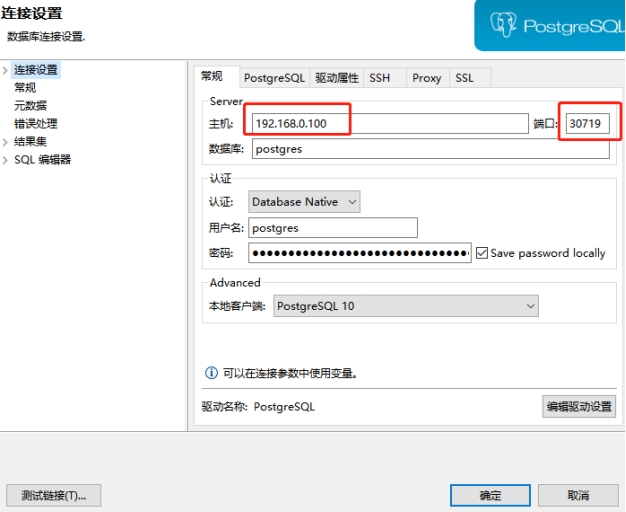 连接设置
数据库连接设置.
PostgreSQL
连接设置
常规
元数据
错误处理
结果集
SQL 编辑器
常规 PostgreSQL 驱动属性 SSH Proxy SSL
Server
主机: 192.168.0.100 端口: 30719
数据库: postgres
认证
认证: Database Native
用户名: postgres
密码: Save password locally
Advanced
本地客户端: PostgreSQL 10
可以在连接参数中使用变量。
驱动名称: PostgreSQL 编辑驱动设置
测试链接(T)... 确定 取消